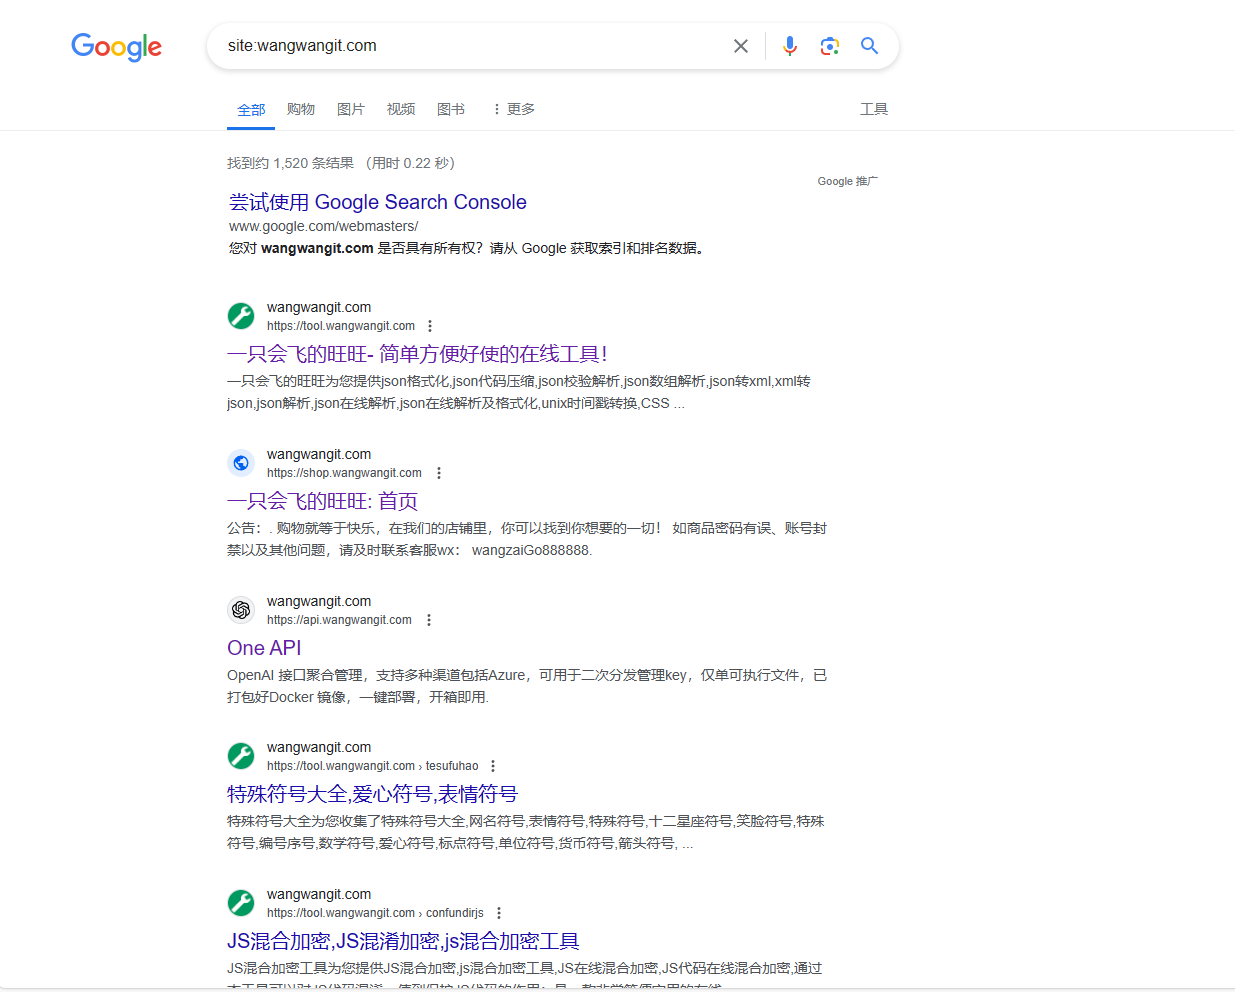 Google
site:wangwangit.com
全部 购物 图片 视频 图书 更多 工具
找到约 1,520 条结果 (用时 0.22 秒)
Google 推广
尝试使用 Google Search Console
www.google.com/webmasters/
您对 wangwangit.com 是否具有所有权？请从 Google 获取索引和排名数据。
wangwangit.com
https://tool.wangwangit.com
一只会飞的旺旺- 简单方便好使的在线工具！
一只会飞的旺旺为您提供json格式化,json代码压缩,json校验解析,json数组解析,json转xml,xml转
json,json解析,json在线解析,json在线解析及格式化,unix时间戳转换,CSS ...
wangwangit.com
https://shop.wangwangit.com
一只会飞的旺旺: 首页
公告：. 购物就等于快乐，在我们的店铺里，你可以找到你想要的一切！ 如商品密码有误、账号封
禁以及其他问题，请及时联系客服wx： wangzaiGo888888.
wangwangit.com
https://api.wangwangit.com
One API
OpenAI 接口聚合管理，支持多种渠道包括Azure，可用于二次分发管理key，仅单可执行文件，已
打包好Docker 镜像，一键部署，开箱即用.
wangwangit.com
https://tool.wangwangit.com › tesufuhao
特殊符号大全,爱心符号,表情符号
特殊符号大全为您收集了特殊符号大全,网名符号,表情符号,特殊符号,十二星座符号,笑脸符号,特殊
符号,编号序号,数学符号,爱心符号,标点符号,单位符号,货币符号,箭头符号, ...
wangwangit.com
https://tool.wangwangit.com › confundirjs
JS混合加密,JS混淆加密,js混合加密工具
JS混合加密工具为您提供JS混合加密,js混合加密工具,JS在线混合加密,JS代码在线混合加密,通过